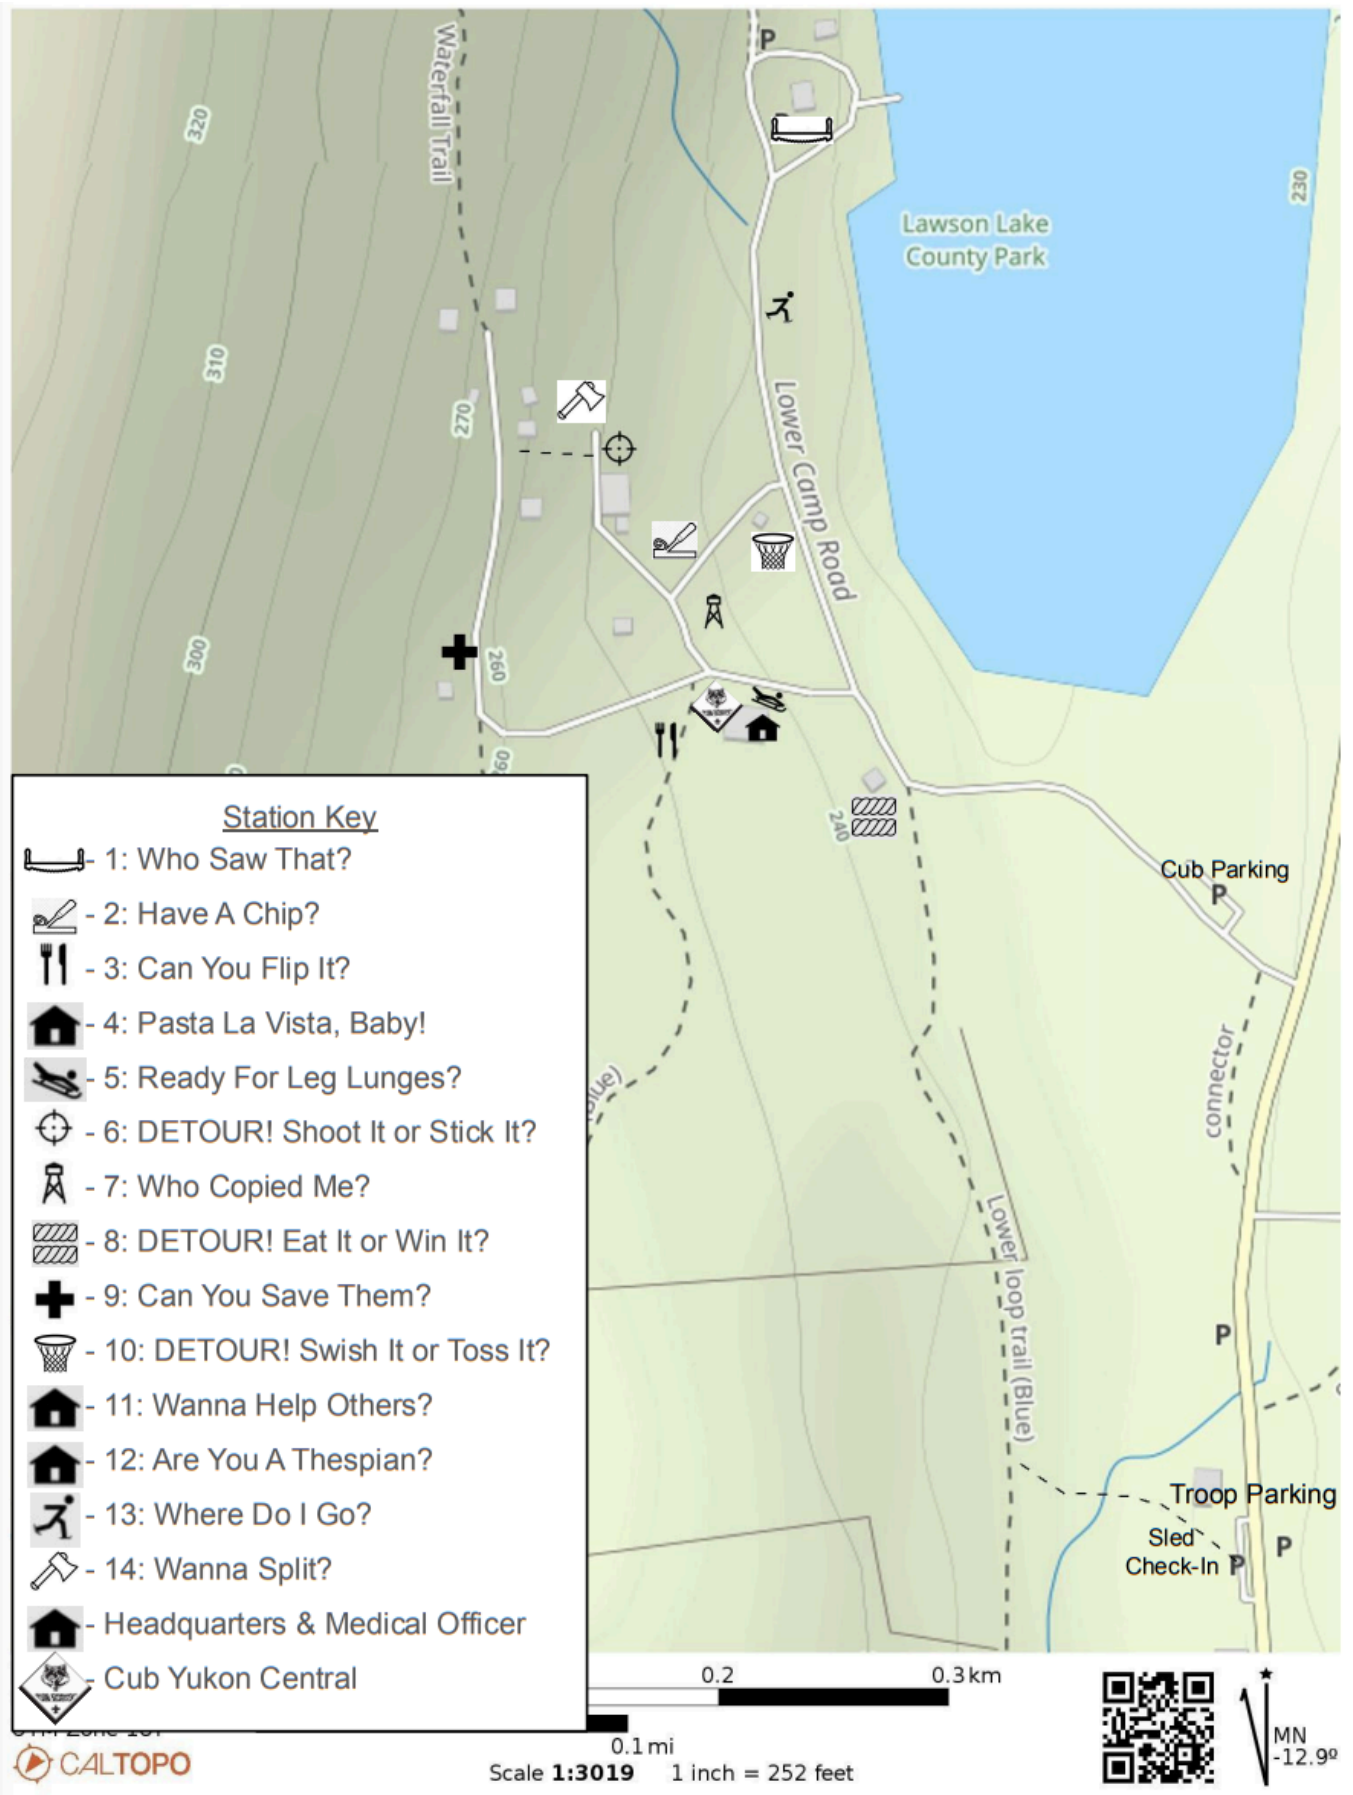 P
Waterfall Trail
320
230
Lawson Lake
County Park
310
270
Lower Camp Road
300
260
240
Cub Parking
P
connector
Lower loop trail (Blue)
P
Troop Parking
Sled
Check-In P
P
Station Key
- 1: Who Saw That?
- 2: Have A Chip?
- 3: Can You Flip It?
- 4: Pasta La Vista, Baby!
- 5: Ready For Leg Lunges?
- 6: DETOUR! Shoot It or Stick It?
- 7: Who Copied Me?
- 8: DETOUR! Eat It or Win It?
- 9: Can You Save Them?
- 10: DETOUR! Swish It or Toss It?
- 11: Wanna Help Others?
- 12: Are You A Thespian?
- 13: Where Do I Go?
- 14: Wanna Split?
- Headquarters & Medical Officer
- Cub Yukon Central
0.2 0.3 km
0.1 mi
Scale 1:3019 1 inch = 252 feet
CALTOPO
MN
-12.9º